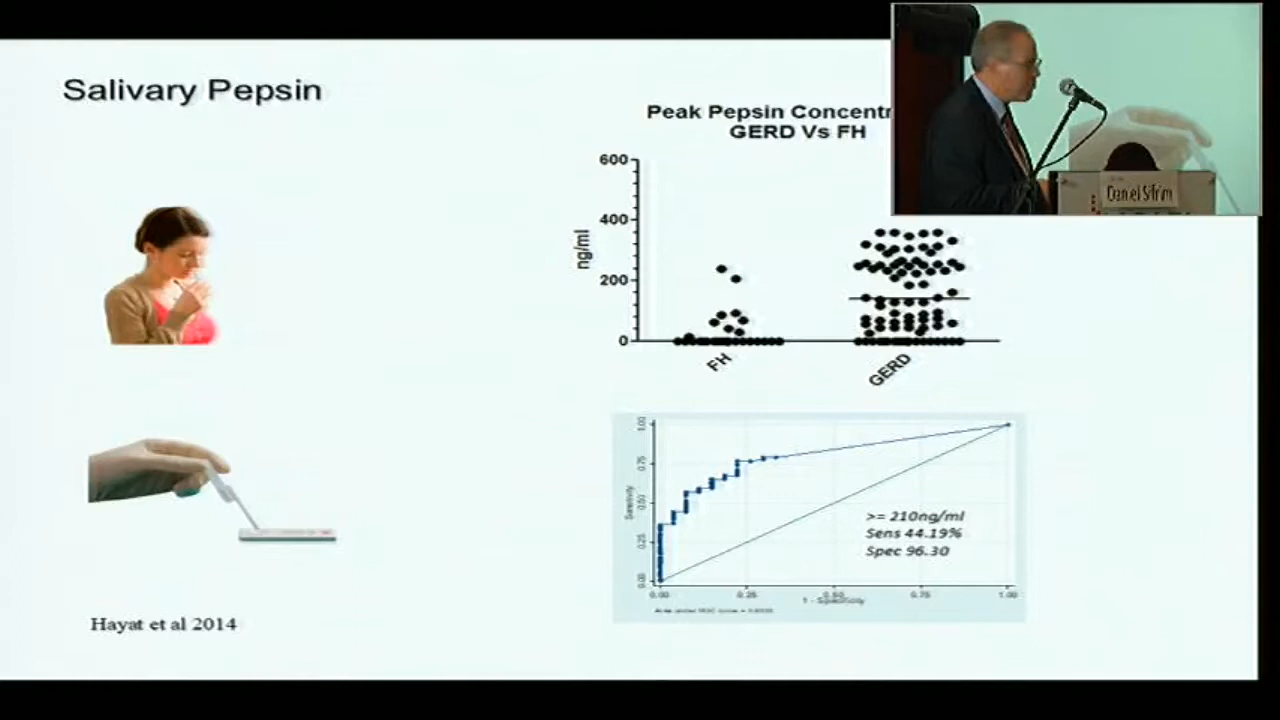 Salivary Pepsin
Peak Pepsin Concentr
GERD Vs FH
600
400
200
0
ng/ml
FH
GERD
Daniel Sifrim
1.00
0.75
0.50
0.25
0.00
Sensitivity
>= 210ng/ml
Sens 44.19%
Spec 96.30
0.00 0.25 0.50 0.75 1.00
1 - Specificity
Hayat et al 2014